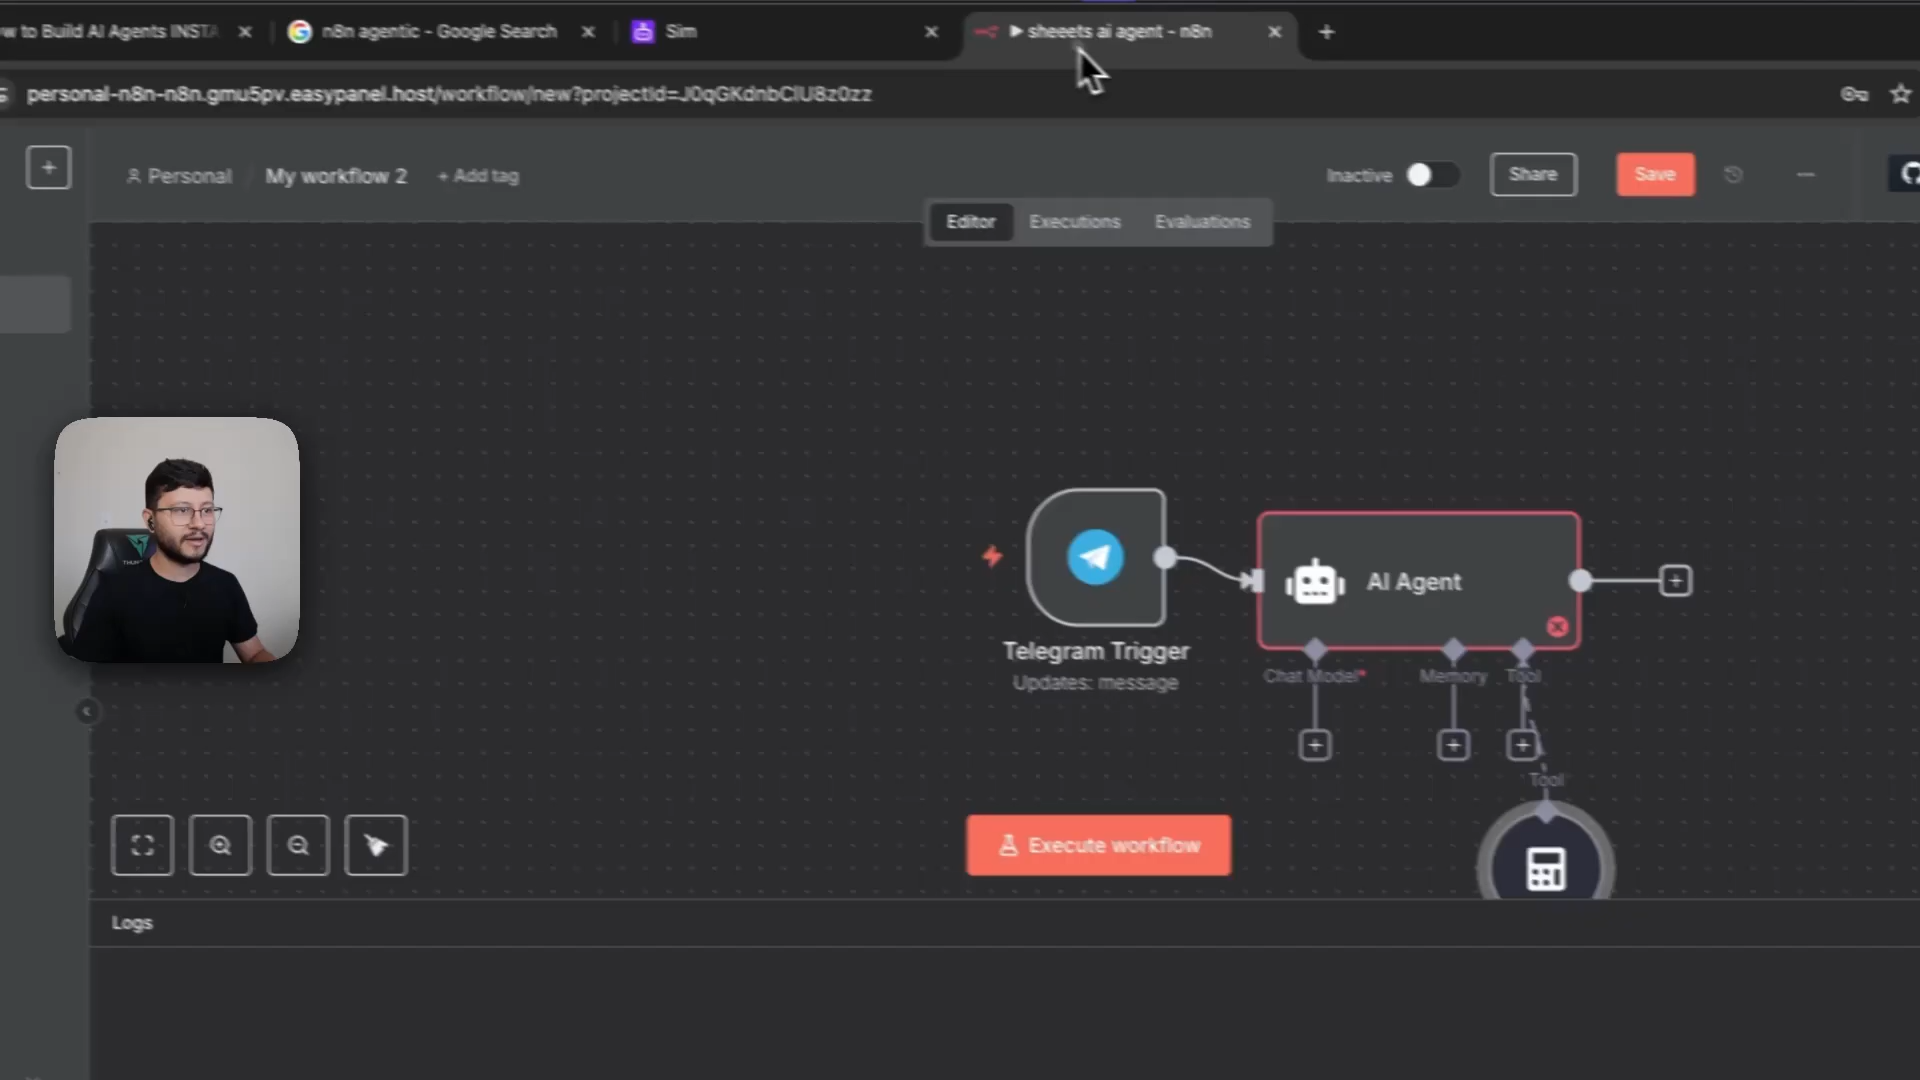 w to Build AI Agents INSTA
n8n agentic - Google Search
Sim
sheeets ai agent - n8n
personal-n8n-n8n.gmu5pv.easypanel.host/workflow/new?projectId=J0qGKdnbClU8z0zz
Personal / My workflow 2 + Add tag
Inactive
Share
Save
Editor
Executions
Evaluations
Telegram Trigger
Updates: message
AI Agent
Chat Model*
Memory
Tool
Tool
Execute workflow
Logs